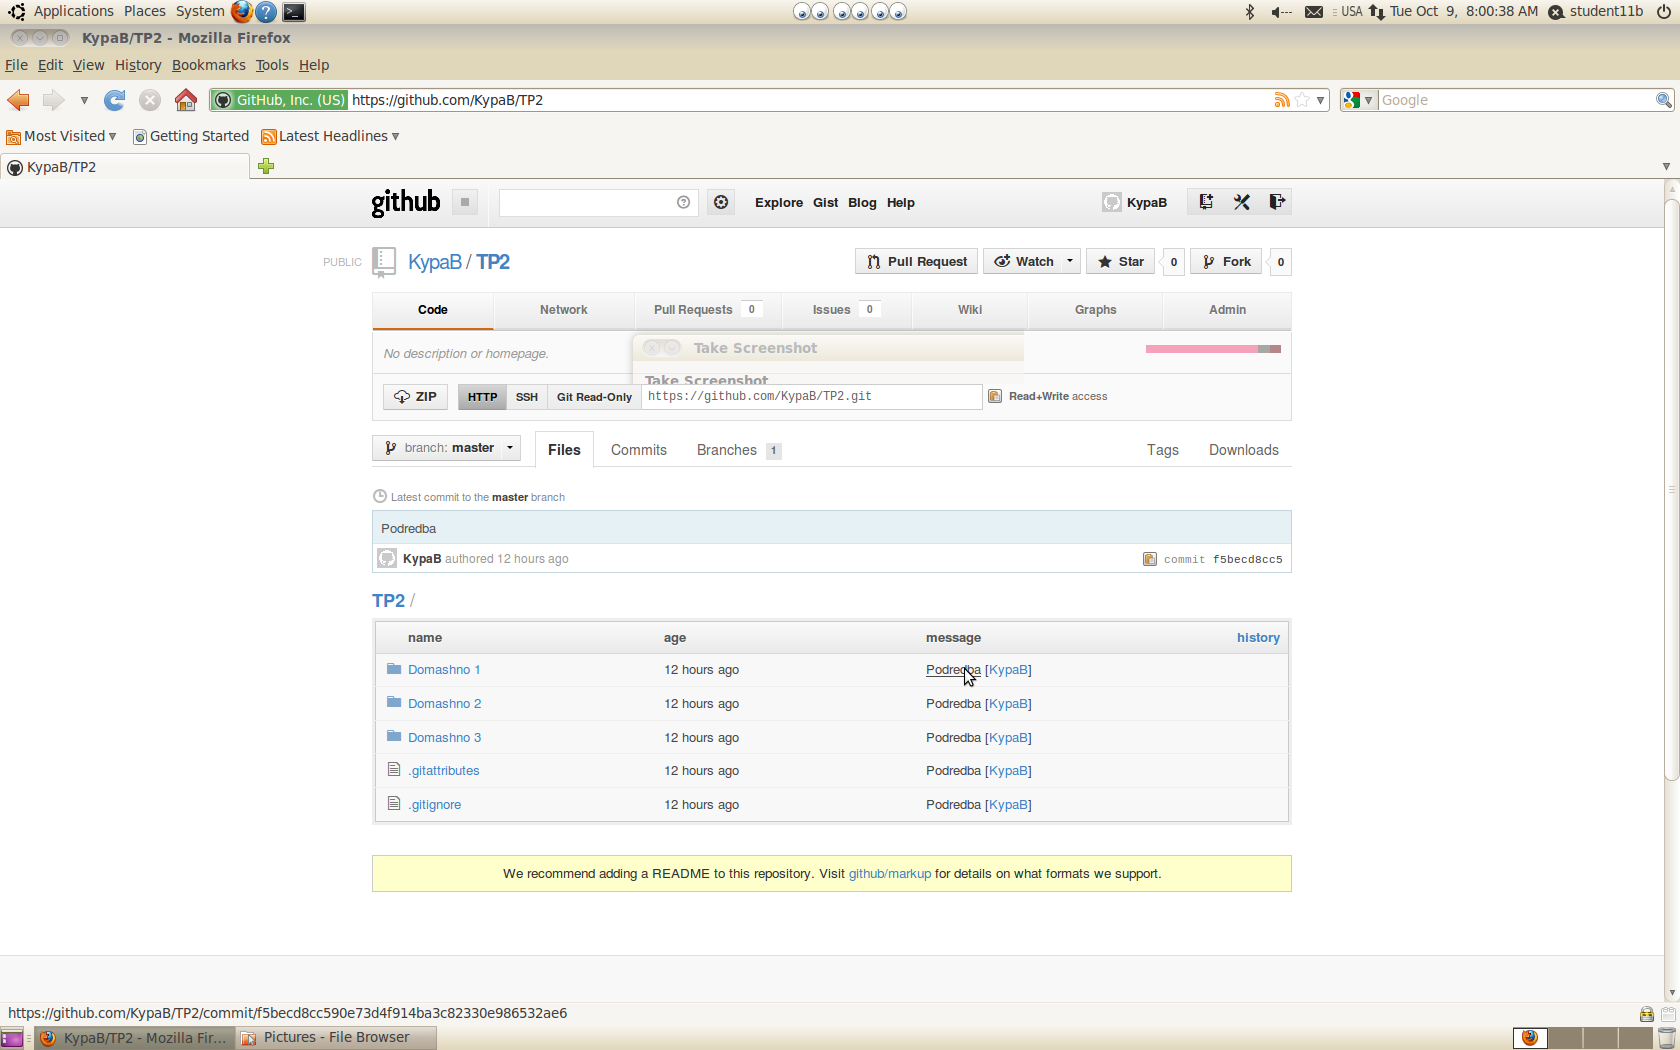 Applications Places System USA Tue Oct 9, 8:00:38 AM student11b
KypaB/TP2 - Mozilla Firefox
File Edit View History Bookmarks Tools Help
GitHub, Inc. (US) https://github.com/KypaB/TP2 Google
Most Visited Getting Started Latest Headlines
KypaB/TP2
github Explore Gist Blog Help KypaB
PUBLIC KypaB / TP2 Pull Request Watch Star 0 Fork 0
Code Network Pull Requests 0 Issues 0 Wiki Graphs Admin
No description or homepage. Take Screenshot
Take Screenshot
ZIP HTTP SSH Git Read-Only https://github.com/KypaB/TP2.git Read+Write access
branch: master Files Commits Branches 1 Tags Downloads
Latest commit to the master branch
Podredba
KypaB authored 12 hours ago commit f5becd8cc5
TP2 /
name age message history
Domashno 1 12 hours ago Podredba [KypaB]
Domashno 2 12 hours ago Podredba [KypaB]
Domashno 3 12 hours ago Podredba [KypaB]
.gitattributes 12 hours ago Podredba [KypaB]
.gitignore 12 hours ago Podredba [KypaB]
We recommend adding a README to this repository. Visit github/markup for details on what formats we support.
https://github.com/KypaB/TP2/commit/f5becd8cc590e73d4f914ba3c82330e986532ae6
KypaB/TP2 - Mozilla Fir... Pictures - File Browser